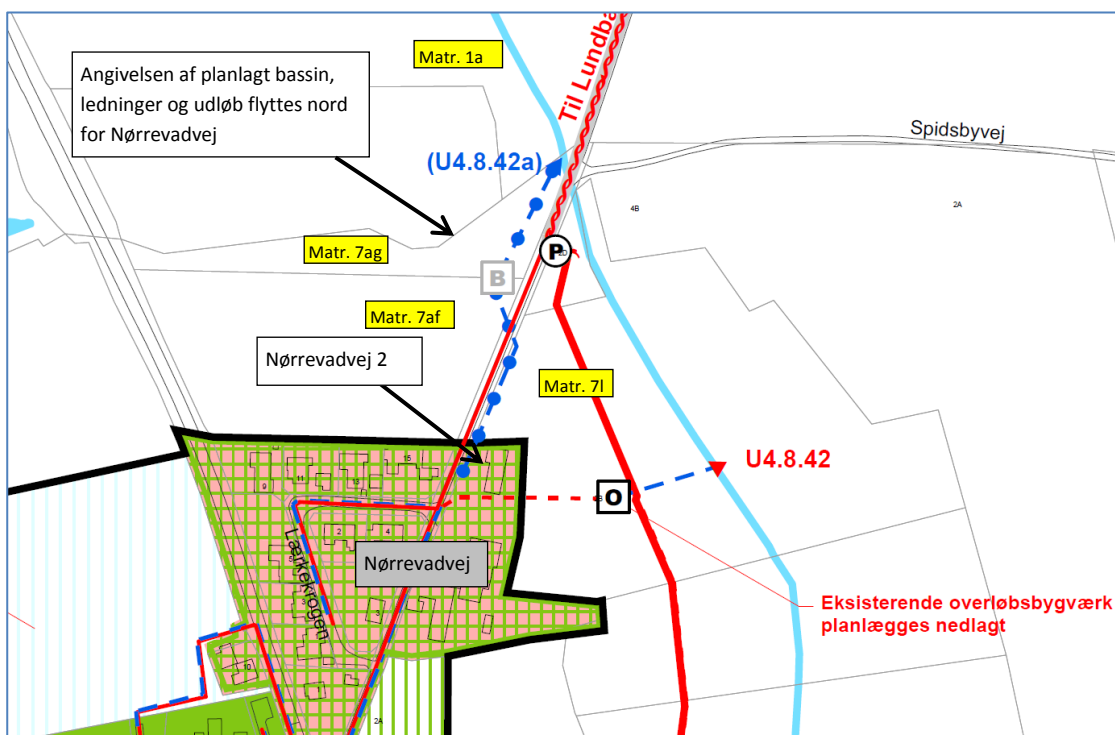 Matr. 1a
Til Lundba
Angivelsen af planlagt bassin,
ledninger og udløb flyttes nord
for Nørrevadvej
Spidsbyvej
(U4.8.42a)
4B
2A
Matr. 7ag
P
B
Matr. 7af
Nørrevadvej 2
Matr. 7l
U4.8.42
O
15
11
13
9
2
4
Nørrevadvej
Lærkekrogen
3
3
Eksisterende overløbsbygværk
planlægges nedlagt
10
2A